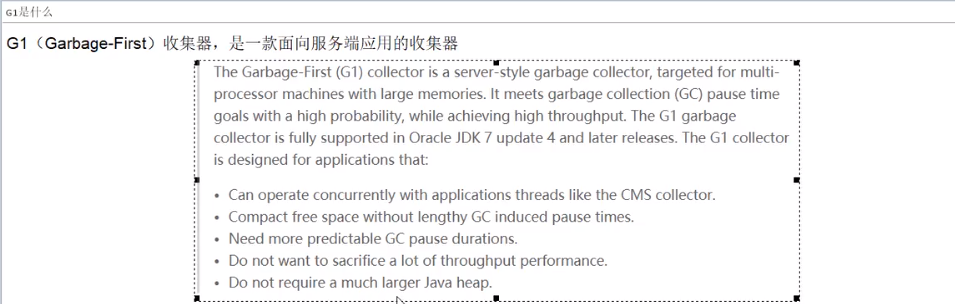 G1是什么
G1（Garbage-First）收集器，是一款面向服务端应用的收集器
The Garbage-First (G1) collector is a server-style garbage collector, targeted for multi-
processor machines with large memories. It meets garbage collection (GC) pause time
goals with a high probability, while achieving high throughput. The G1 garbage
collector is fully supported in Oracle JDK 7 update 4 and later releases. The G1 collector
is designed for applications that:
• Can operate concurrently with applications threads like the CMS collector.
• Compact free space without lengthy GC induced pause times.
• Need more predictable GC pause durations.
• Do not want to sacrifice a lot of throughput performance.
• Do not require a much larger Java heap.